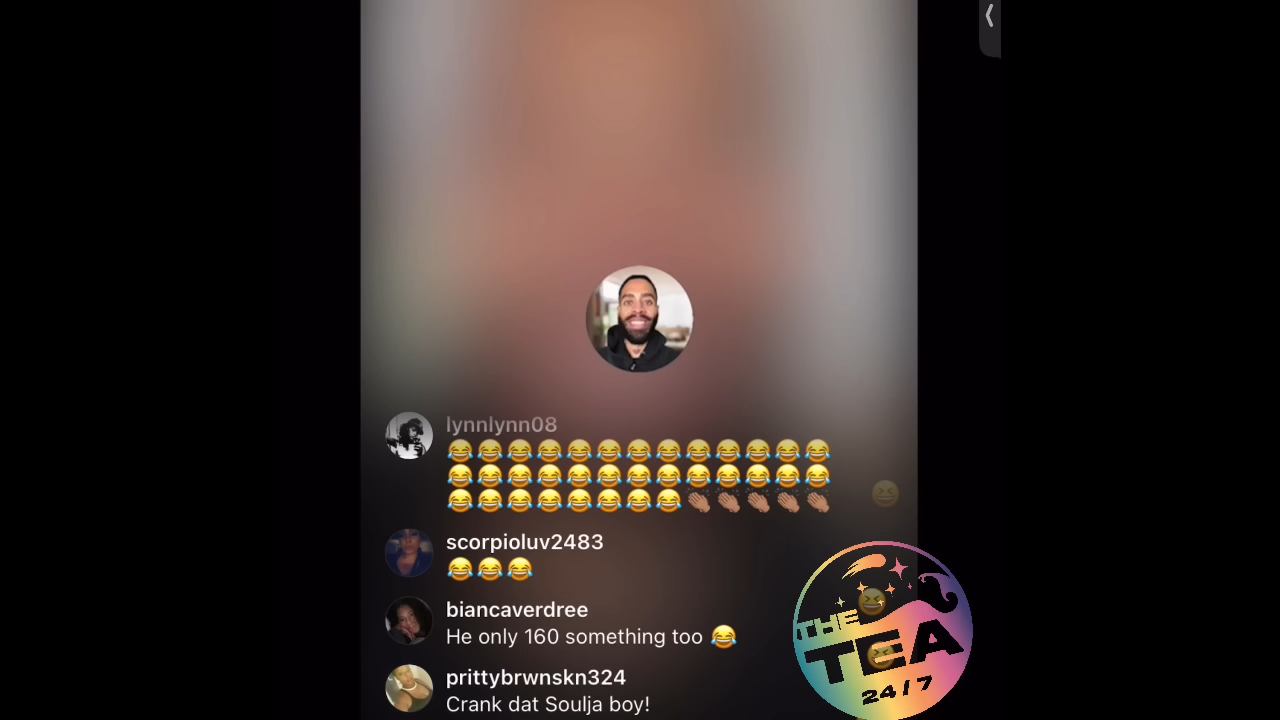 lynnlynn08
😂😂😂😂😂😂😂😂😂😂😂😂😂
😂😂😂😂😂😂😂😂😂😂😂😂😂
😂😂😂😂😂😂😂😂👏🏽👏🏽👏🏽👏🏽👏🏽
scorpioluv2483
😂😂😂
biancaverdree
He only 160 something too 😂
prittybrwnskn324
Crank dat Soulja boy!
THE
TEA
24/7